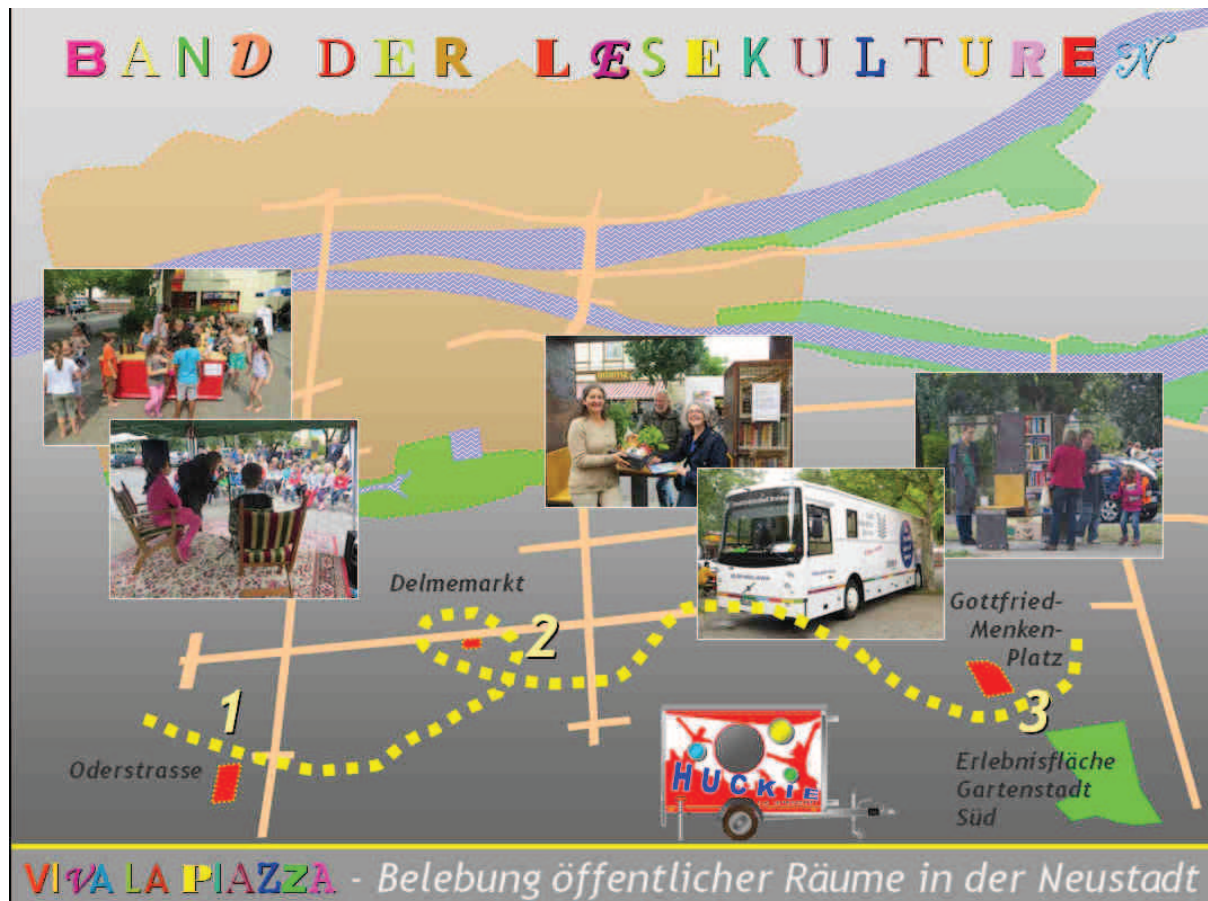 BAND DER LESEKULTUREN
Delmemarkt
2
Gottfried-
Menken-
Platz
1
3
Oderstrasse
HUCKIE
Erlebnisfläche
Gartenstadt
Süd
VIVA LA PIAZZA - Belebung öffentlicher Räume in der Neustadt